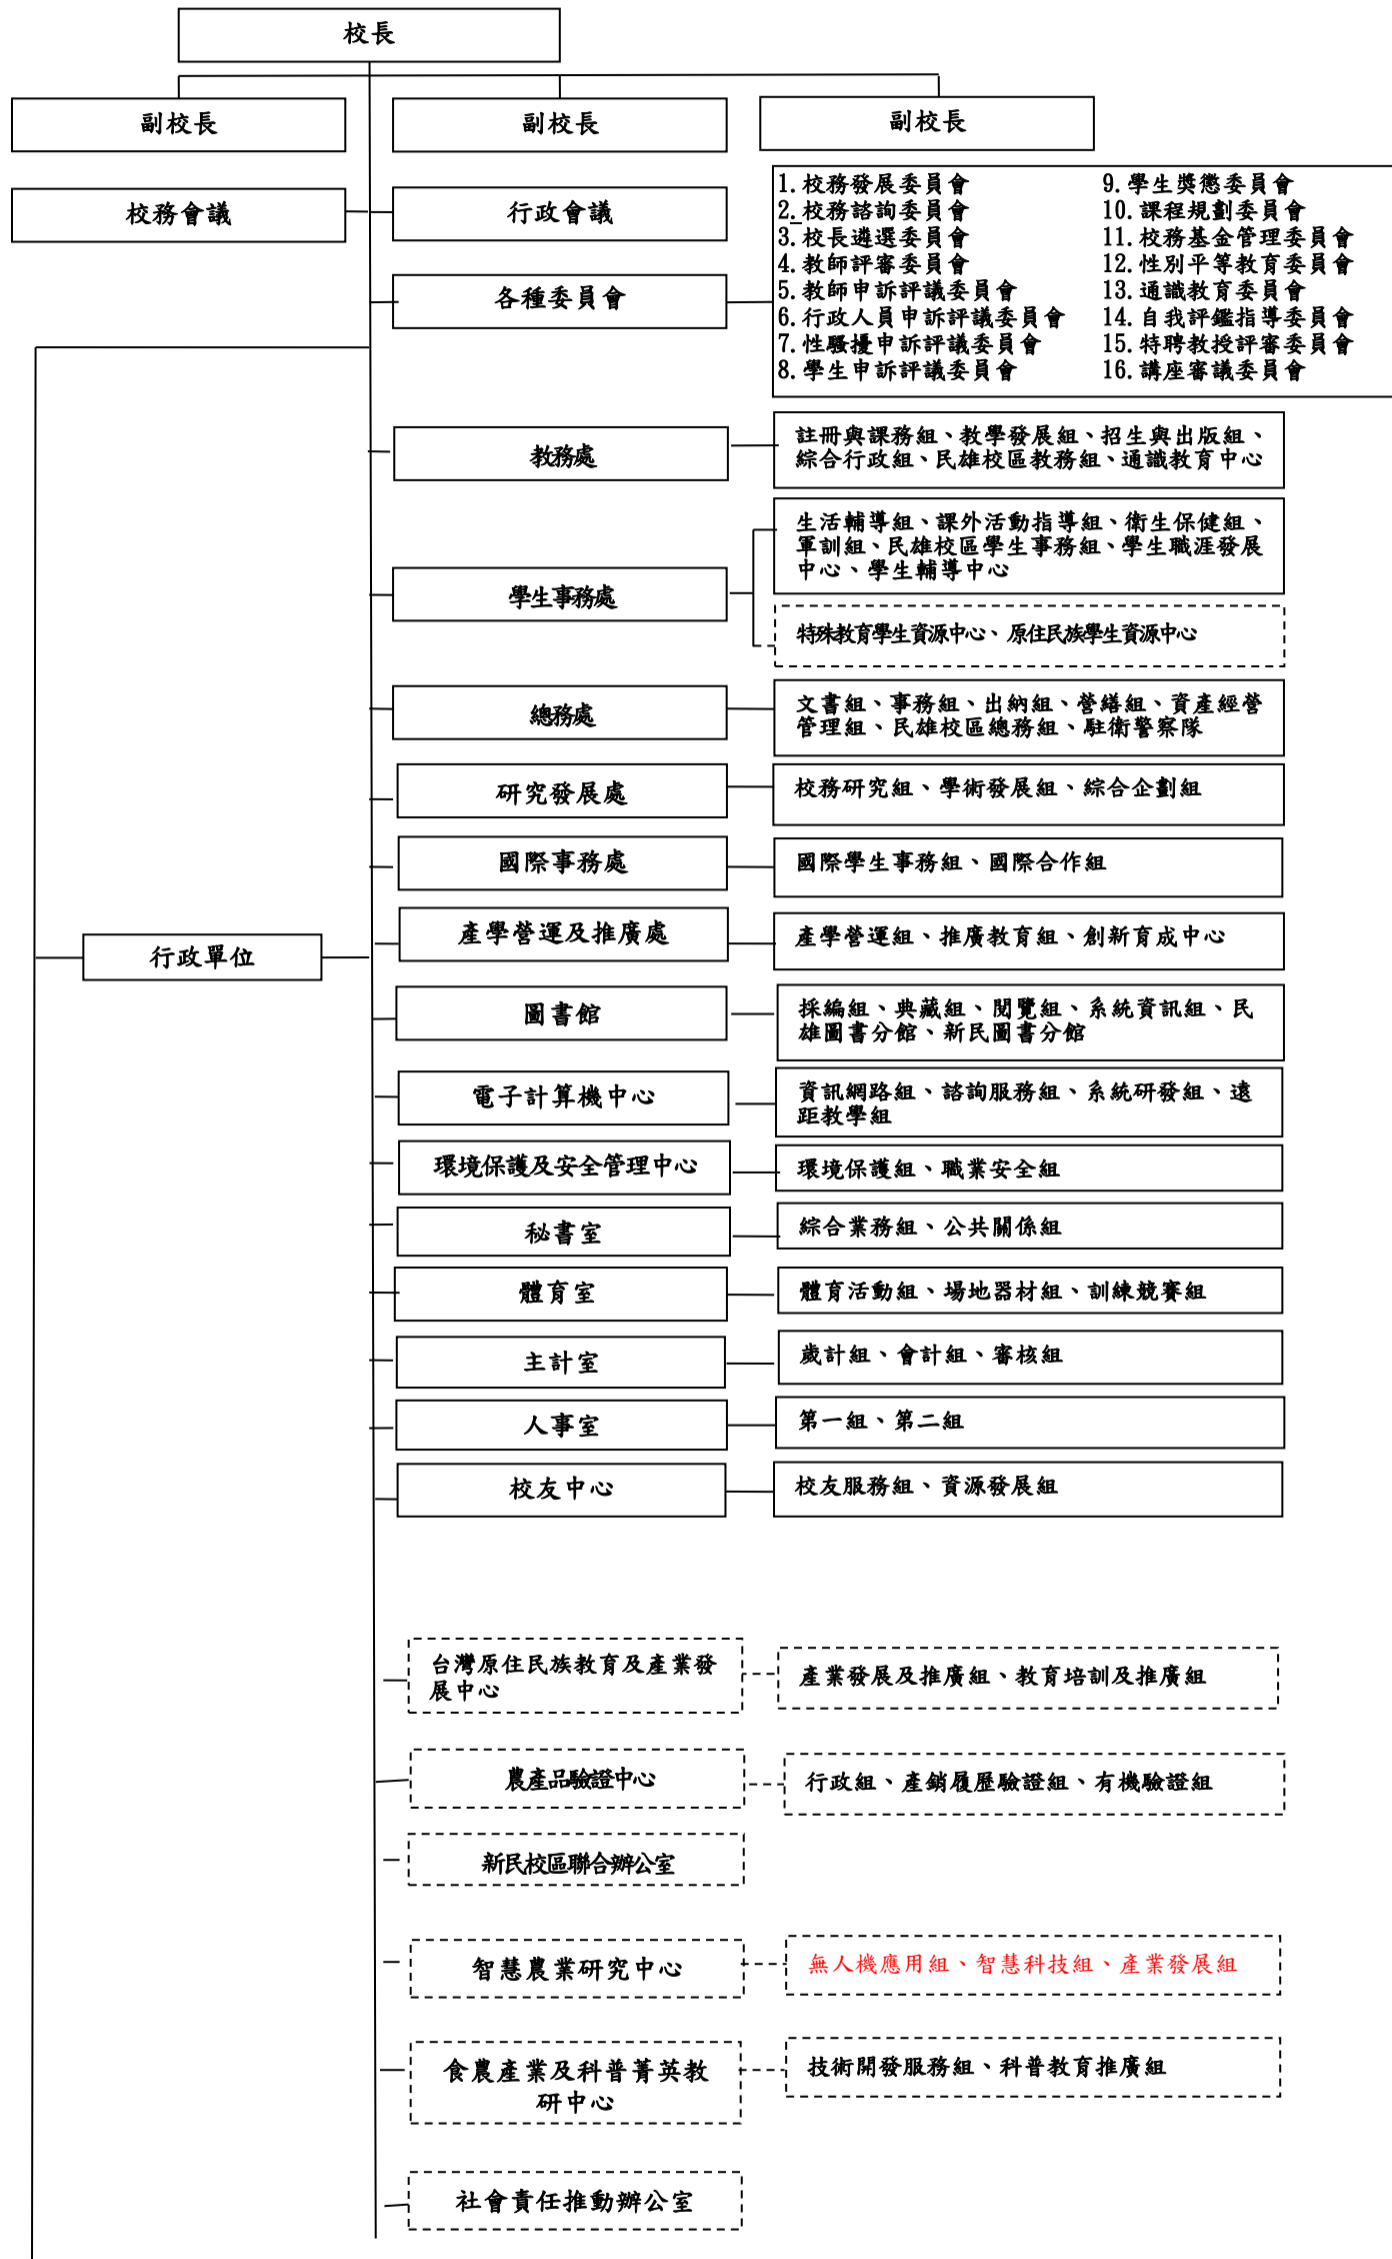 校長
副校長
副校長
副校長
校務會議
行政會議
各種委員會
1.校務發展委員會
2.校務諮詢委員會
3.校長遴選委員會
4.教師評審委員會
5.教師申訴評議委員會
6.行政人員申訴評議委員會
7.性騷擾申訴評議委員會
8.學生申訴評議委員會
9.學生獎懲委員會
10.課程規劃委員會
11.校務基金管理委員會
12.性別平等教育委員會
13.通識教育委員會
14.自我評鑑指導委員會
15.特聘教授評審委員會
16.講座審議委員會
行政單位
教務處
註冊與課務組、教學發展組、招生與出版組、
綜合行政組、民雄校區教務組、通識教育中心
學生事務處
生活輔導組、課外活動指導組、衛生保健組、
軍訓組、民雄校區學生事務組、學生職涯發展
中心、學生輔導中心
特殊教育學生資源中心、原住民族學生資源中心
總務處
文書組、事務組、出納組、營繕組、資產經營
管理組、民雄校區總務組、駐衛警察隊
研究發展處
校務研究組、學術發展組、綜合企劃組
國際事務處
國際學生事務組、國際合作組
產學營運及推廣處
產學營運組、推廣教育組、創新育成中心
圖書館
採編組、典藏組、閱覽組、系統資訊組、民
雄圖書分館、新民圖書分館
電子計算機中心
資訊網路組、諮詢服務組、系統研發組、遠
距教學組
環境保護及安全管理中心
環境保護組、職業安全組
秘書室
綜合業務組、公共關係組
體育室
體育活動組、場地器材組、訓練競賽組
主計室
歲計組、會計組、審核組
人事室
第一組、第二組
校友中心
校友服務組、資源發展組
台灣原住民族教育及產業發
展中心
產業發展及推廣組、教育培訓及推廣組
農產品驗證中心
行政組、產銷履歷驗證組、有機驗證組
新民校區聯合辦公室
智慧農業研究中心
無人機應用組、智慧科技組、產業發展組
食農產業及科普菁英教
研中心
技術開發服務組、科普教育推廣組
社會責任推動辦公室